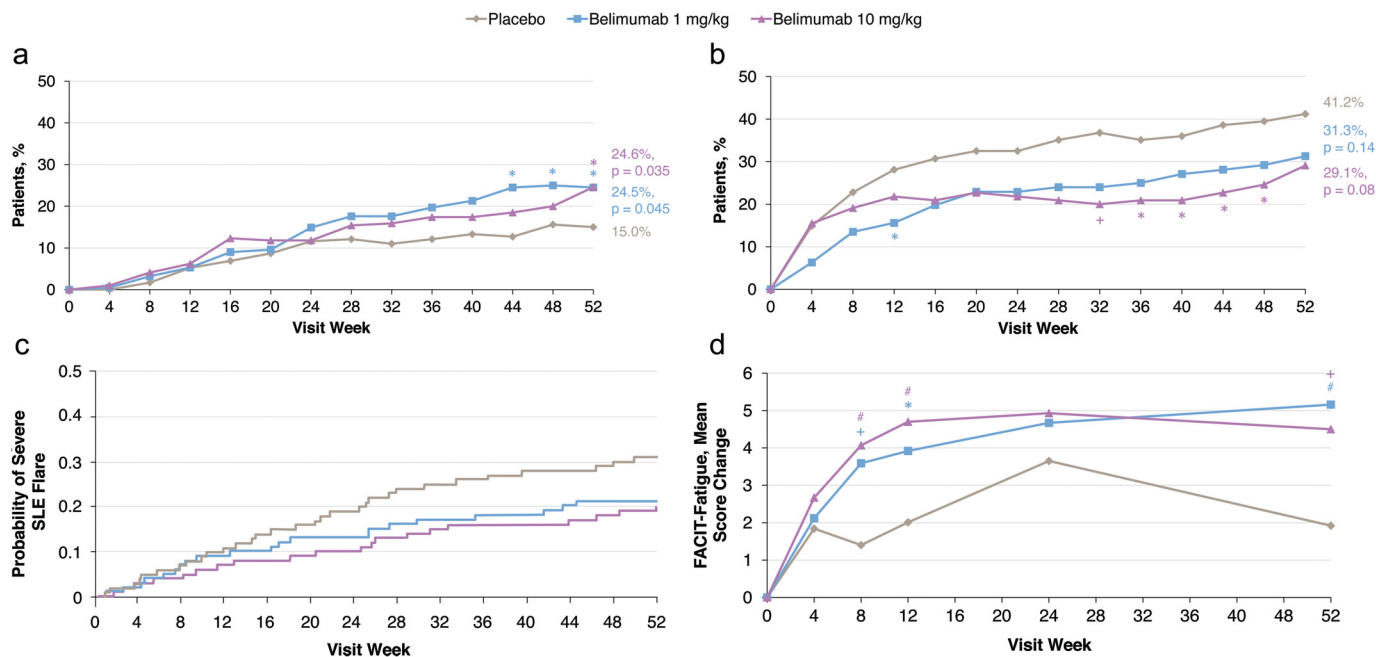 Placebo Belimumab 1 mg/kg Belimumab 10 mg/kg
a
Patients, %
50
40
30
20
10
0
* * * *
24.6%,
p = 0.035
24.5%,
p = 0.045
15.0%
0 4 8 12 16 20 24 28 32 36 40 44 48 52
Visit Week
b
Patients, %
50
40
30
20
10
0
41.2%
31.3%,
p = 0.14
29.1%,
p = 0.08
* + * * * *
0 4 8 12 16 20 24 28 32 36 40 44 48 52
Visit Week
c
Probability of Severe
SLE Flare
0.5
0.4
0.3
0.2
0.1
0
0 4 8 12 16 20 24 28 32 36 40 44 48 52
Visit Week
d
FACIT-Fatigue, Mean
Score Change
6
5
4
3
2
1
0
# # +
+ * #
0 4 8 12 16 20 24 28 32 36 40 44 48 52
Visit Week